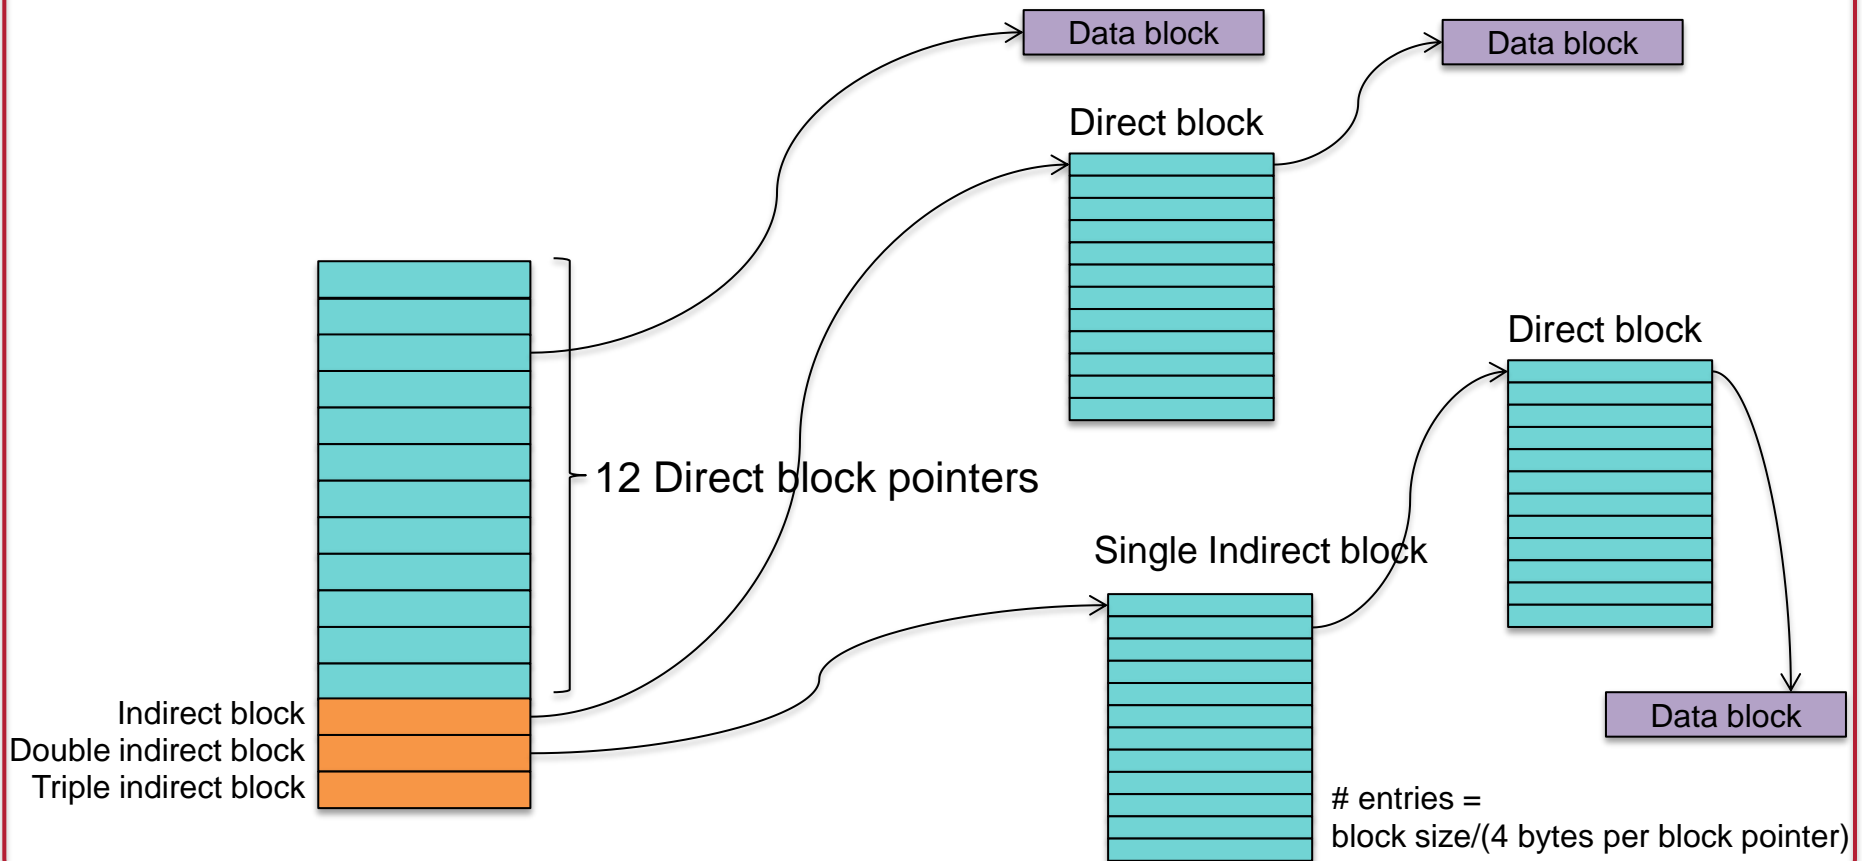 Data block
Data block
Direct block
Direct block
12 Direct block pointers
Single Indirect block
Indirect block
Double indirect block
Triple indirect block
Data block
# entries =
block size/(4 bytes per block pointer)